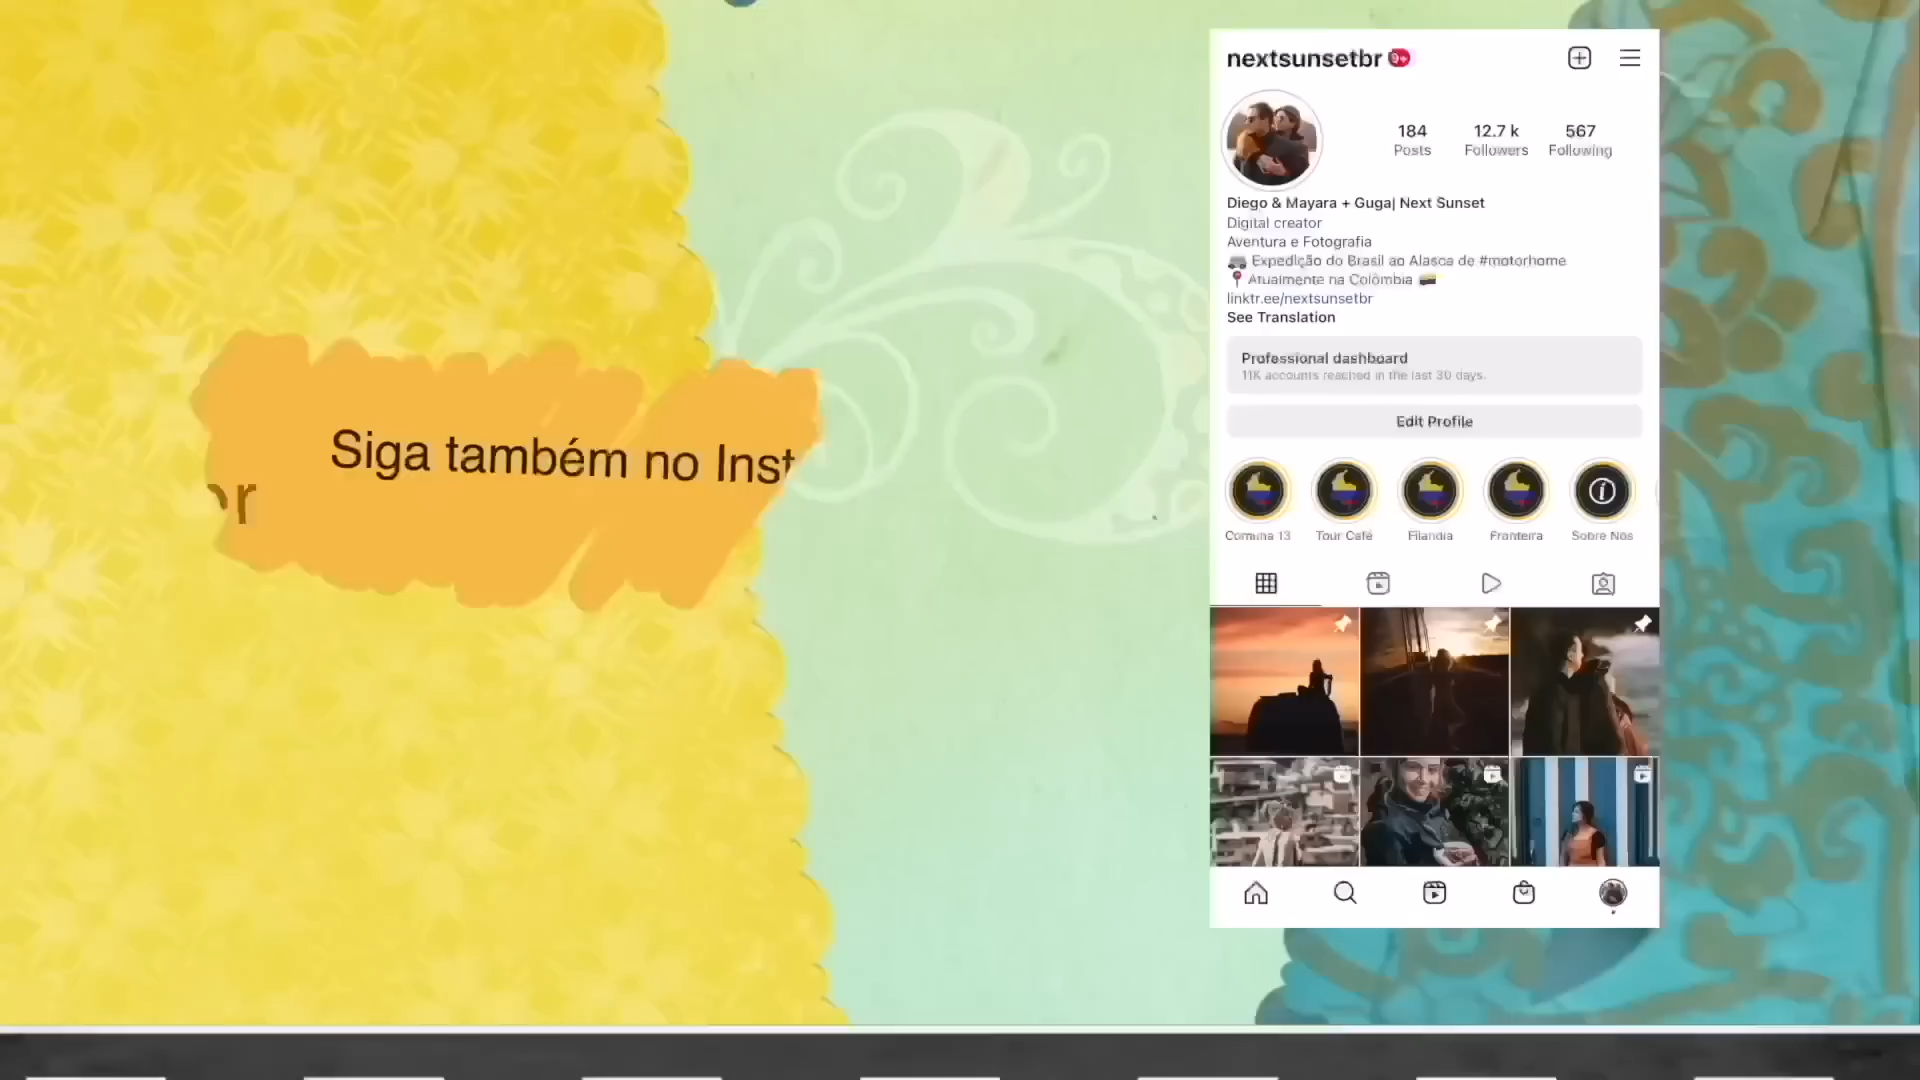 Siga também no Inst
or
nextsunsetbr 9+
184
Posts
12.7 k
Followers
567
Following
Diego & Mayara + Guga| Next Sunset
Digital creator
Aventura e Fotografia
Expedição do Brasil ao Alasca de #motorhome
Atualmente na Colômbia
linktr.ee/nextsunsetbr
See Translation
Professional dashboard
11K accounts reached in the last 30 days.
Edit Profile
Comuna 13
Tour Café
Filandia
Fronteira
Sobre Nós